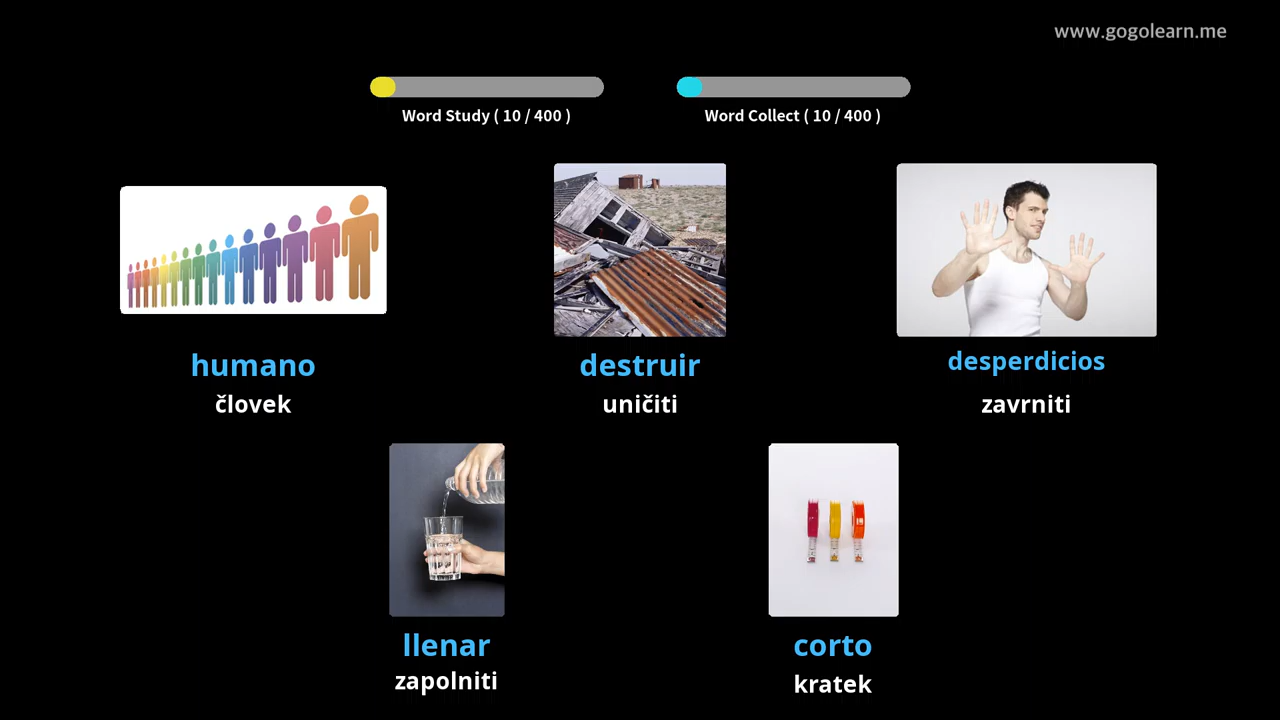 www.gogolearn.me
Word Study ( 10 / 400 )
Word Collect ( 10 / 400 )
humano
človek
destruir
uničiti
desperdicios
zavrniti
llenar
zapolniti
corto
kratek